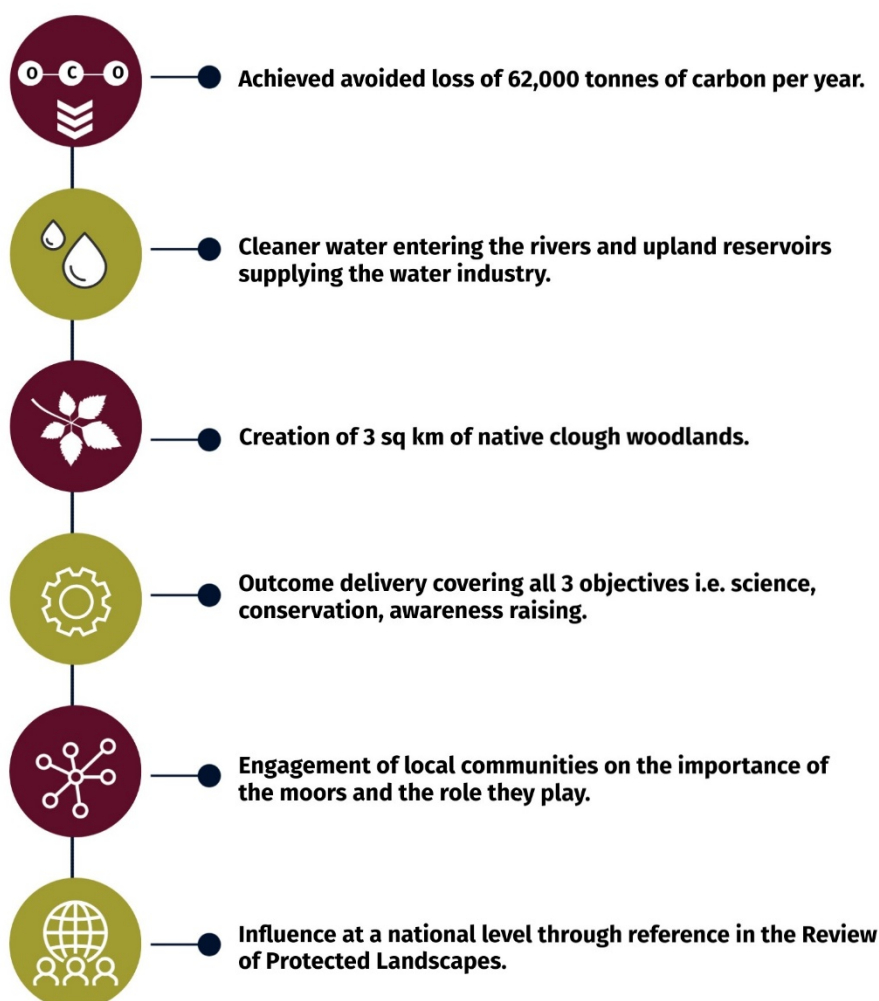 O C O
Achieved avoided loss of 62,000 tonnes of carbon per year.
Cleaner water entering the rivers and upland reservoirs
supplying the water industry.
Creation of 3 sq km of native clough woodlands.
Outcome delivery covering all 3 objectives i.e. science,
conservation, awareness raising.
Engagement of local communities on the importance of
the moors and the role they play.
Influence at a national level through reference in the Review
of Protected Landscapes.